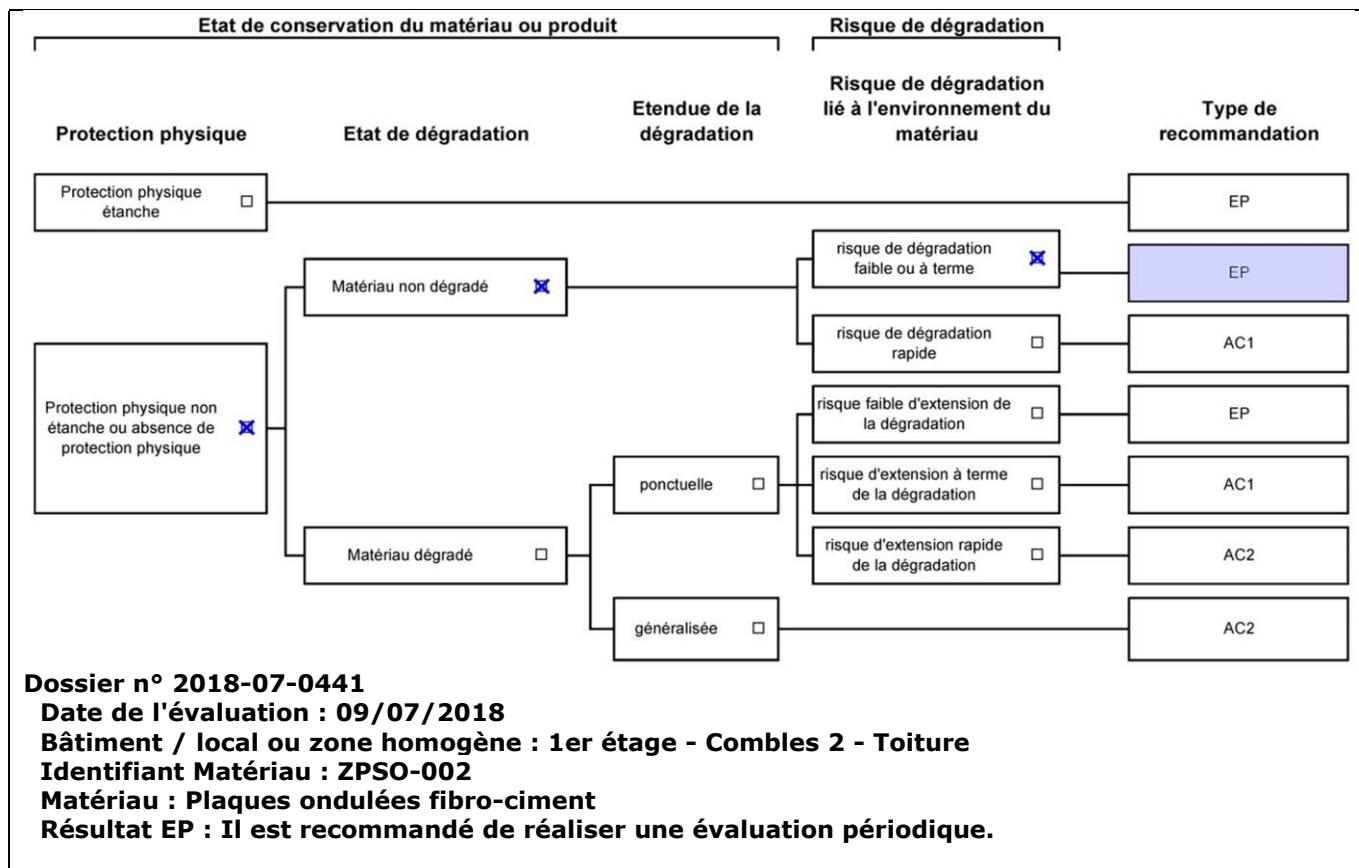 Etat de conservation du matériau ou produit
Risque de dégradation
Protection physique
Etat de dégradation
Etendue de la
dégradation
Risque de dégradation
lié à l'environnement du
matériau
Type de
recommandation
Protection physique
étanche
EP
risque de dégradation
faible ou à terme
EP
Matériau non dégradé
risque de dégradation
rapide
AC1
Protection physique non
étanche ou absence de
protection physique
risque faible d'extension de
la dégradation
EP
ponctuelle
risque d'extension à terme
de la dégradation
AC1
Matériau dégradé
risque d'extension rapide
de la dégradation
AC2
généralisée
AC2
Dossier n° 2018-07-0441
Date de l'évaluation : 09/07/2018
Bâtiment / local ou zone homogène : 1er étage - Combles 2 - Toiture
Identifiant Matériau : ZPSO-002
Matériau : Plaques ondulées fibro-ciment
Résultat EP : Il est recommandé de réaliser une évaluation périodique.